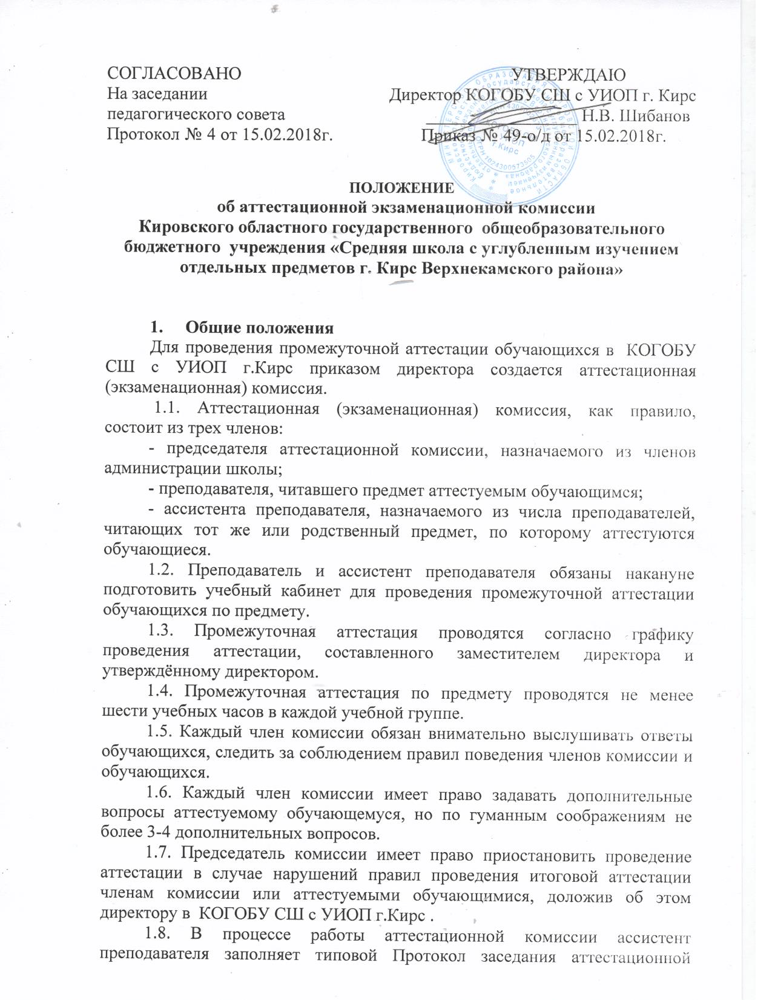 СОГЛАСОВАНО УТВЕРЖДАЮ
На заседании Директор КОГОБУ СШ с УИОП г. Кирс
педагогического совета Н.В. Шибанов
Протокол № 4 от 15.02.2018г. Приказ № 49-о/д от 15.02.2018г.
ПОЛОЖЕНИЕ
об аттестационной экзаменационной комиссии
Кировского областного государственного общеобразовательного
бюджетного учреждения «Средняя школа с углубленным изучением
отдельных предметов г. Кирс Верхнекамского района»
1. Общие положения
Для проведения промежуточной аттестации обучающихся в КОГОБУ
СШ с УИОП г.Кирс приказом директора создается аттестационная
(экзаменационная) комиссия.
1.1. Аттестационная (экзаменационная) комиссия, как правило,
состоит из трех членов:
- председателя аттестационной комиссии, назначаемого из членов
администрации школы;
- преподавателя, читавшего предмет аттестуемым обучающимся;
- ассистента преподавателя, назначаемого из числа преподавателей,
читающих тот же или родственный предмет, по которому аттестуются
обучающиеся.
1.2. Преподаватель и ассистент преподавателя обязаны накануне
подготовить учебный кабинет для проведения промежуточной аттестации
обучающихся по предмету.
1.3. Промежуточная аттестация проводятся согласно графику
проведения аттестации, составленного заместителем директора и
утверждённому директором.
1.4. Промежуточная аттестация по предмету проводятся не менее
шести учебных часов в каждой учебной группе.
1.5. Каждый член комиссии обязан внимательно выслушивать ответы
обучающихся, следить за соблюдением правил поведения членов комиссии и
обучающихся.
1.6. Каждый член комиссии имеет право задавать дополнительные
вопросы аттестуемому обучающемуся, но по гуманным соображениям не
более 3-4 дополнительных вопросов.
1.7. Председатель комиссии имеет право приостановить проведение
аттестации в случае нарушений правил проведения итоговой аттестации
членам комиссии или аттестуемыми обучающимися, доложив об этом
директору в КОГОБУ СШ с УИОП г.Кирс .
1.8. В процессе работы аттестационной комиссии ассистент
преподавателя заполняет типовой Протокол заседания аттестационной